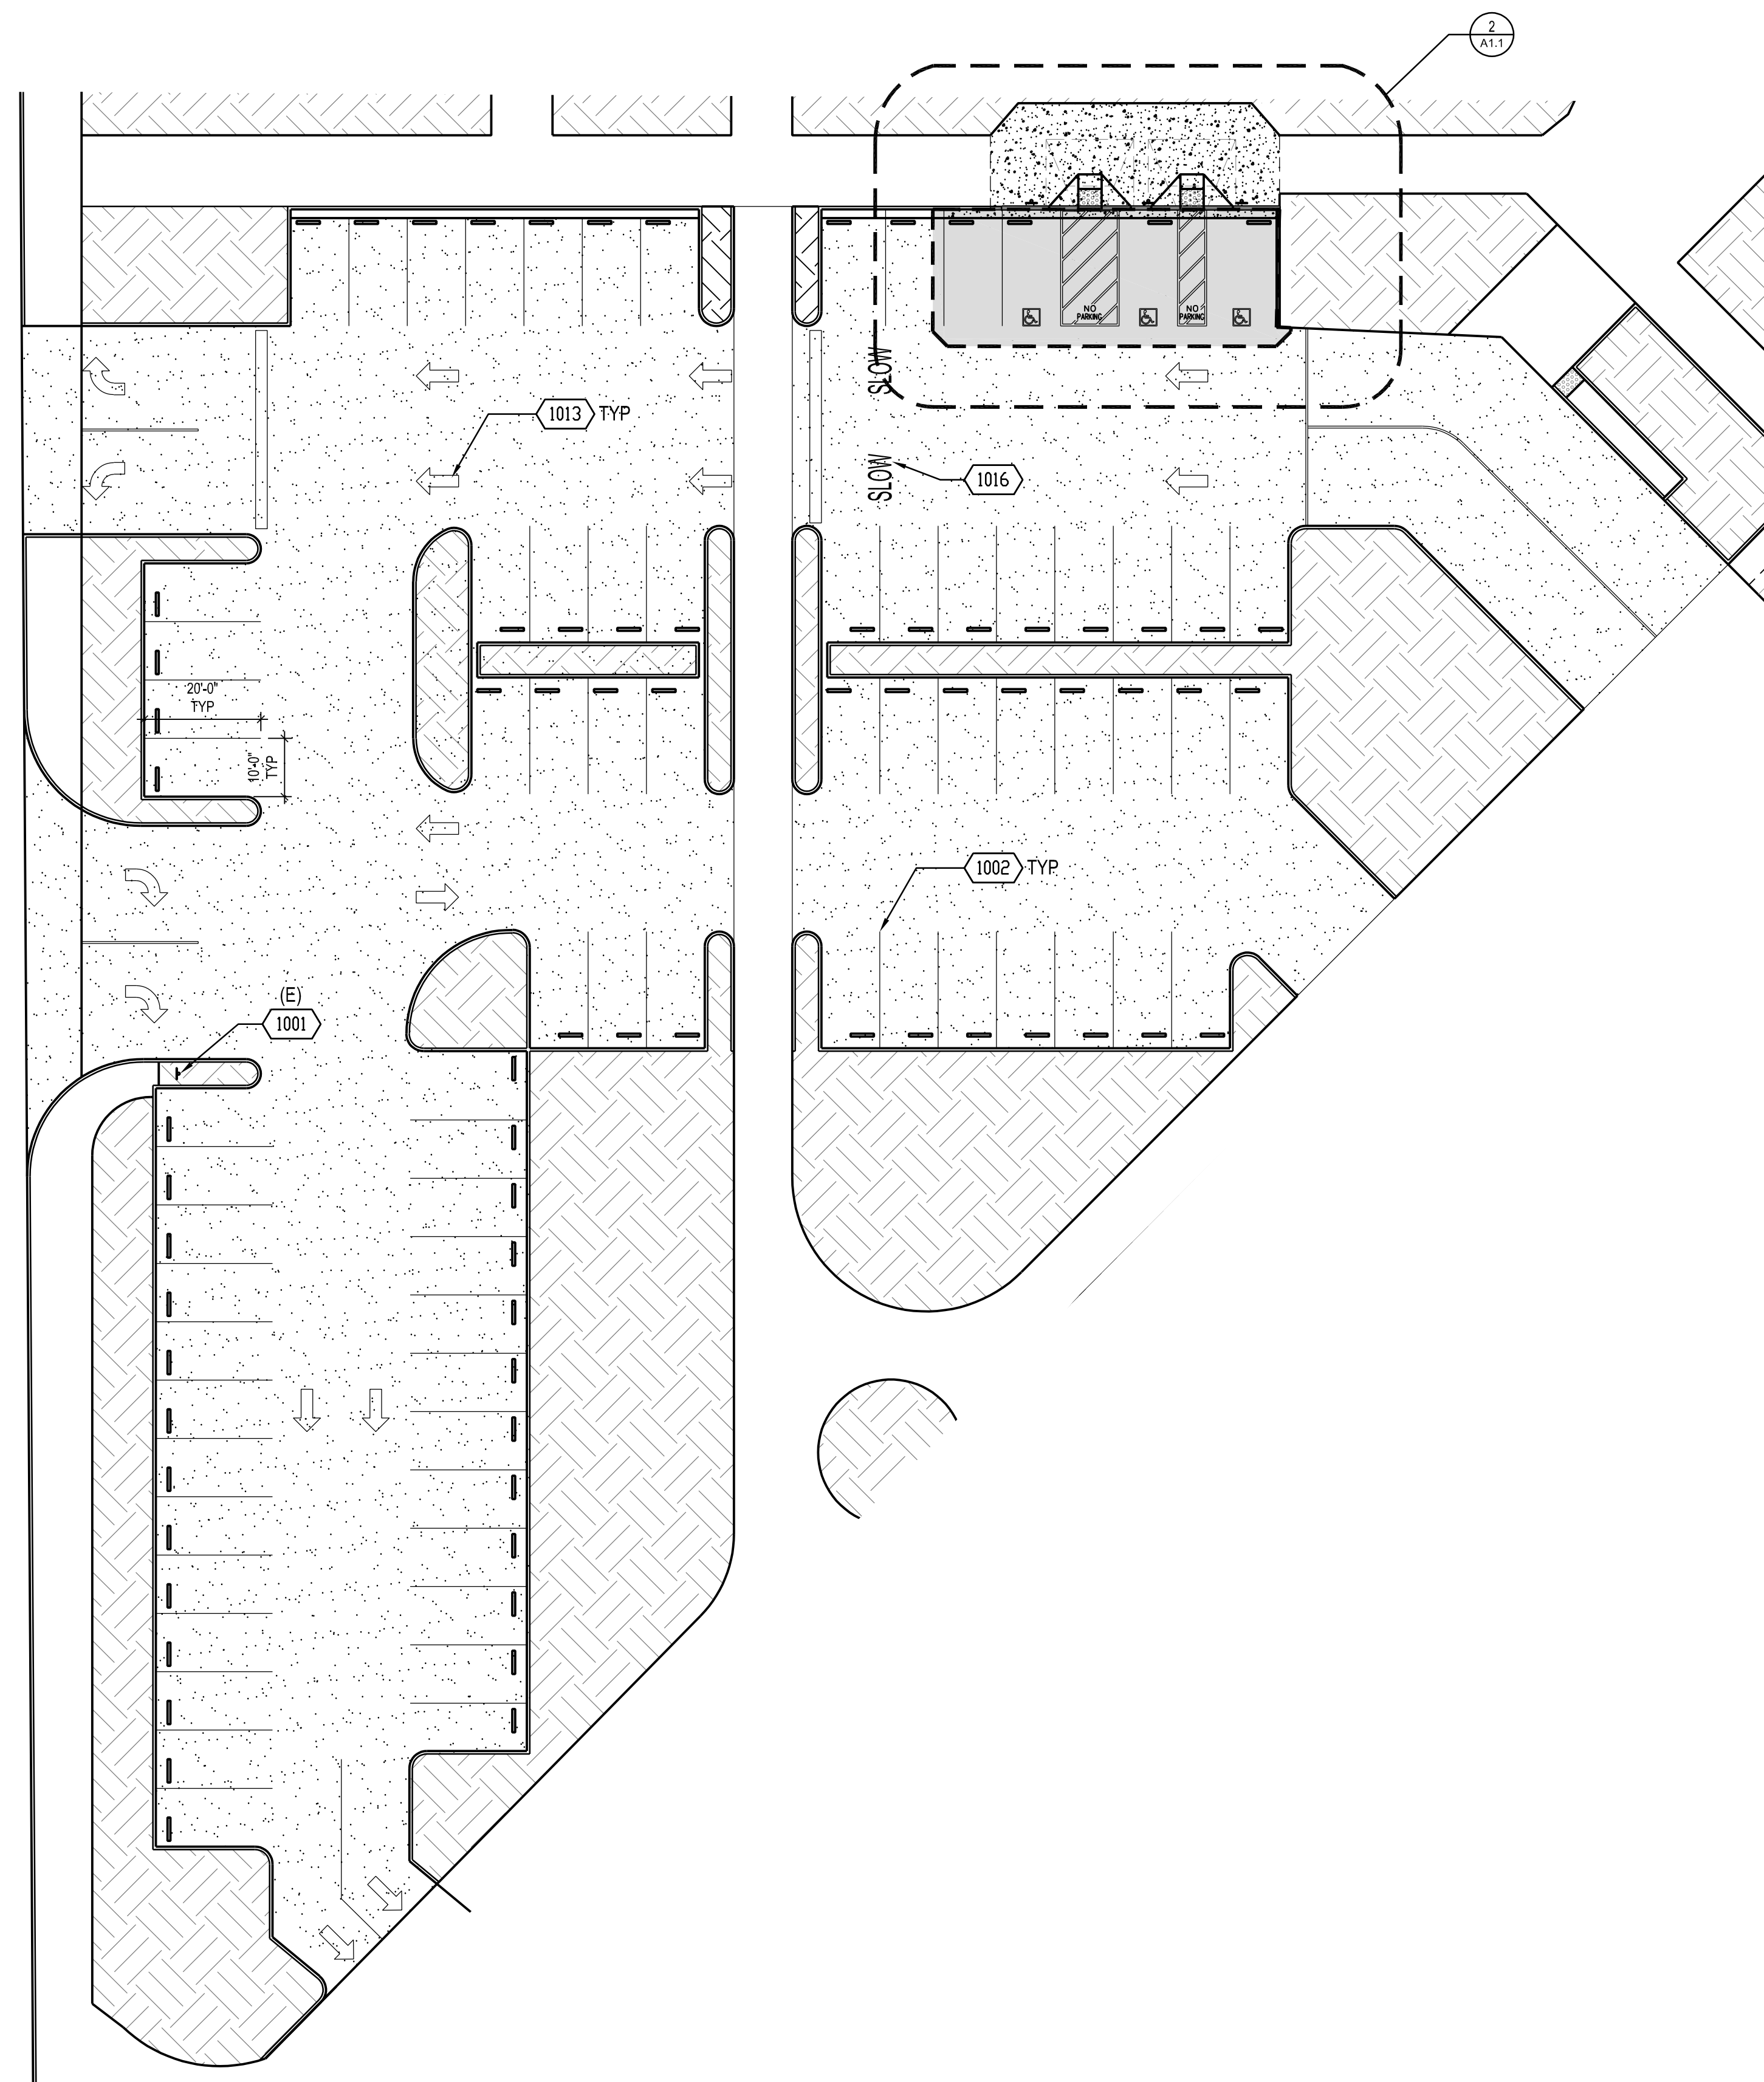 2
A1.1
NO
PARKING
NO
PARKING
SLOW
1013 TYP
SLOW
1016
20'-0"
TYP
10'-0"
TYP
1002 TYP
(E)
1001